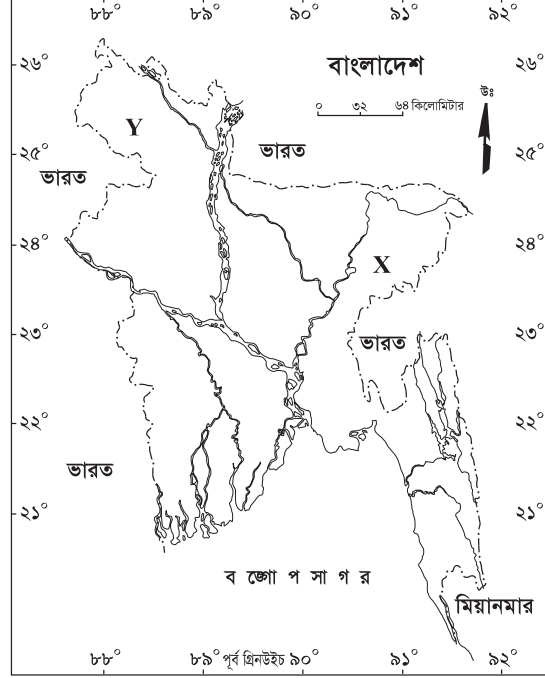 ৮৮° ৮৯° ৯০° ৯১° ৯২°
২৬° বাংলাদেশ ২৬°
উঃ
০ ৩২ ৬৪ কিলোমিটার
Y
২৫° ভারত ২৫°
ভারত
২৪° ২৪°
X
২৩° ভারত ২৩°
২২° ২২°
ভারত
২১° ২১°
ব ঙ্গো প সা গ র
মিয়ানমার
৮৮° ৮৯° পূর্ব গ্রিনউইচ ৯০° ৯১° ৯২°